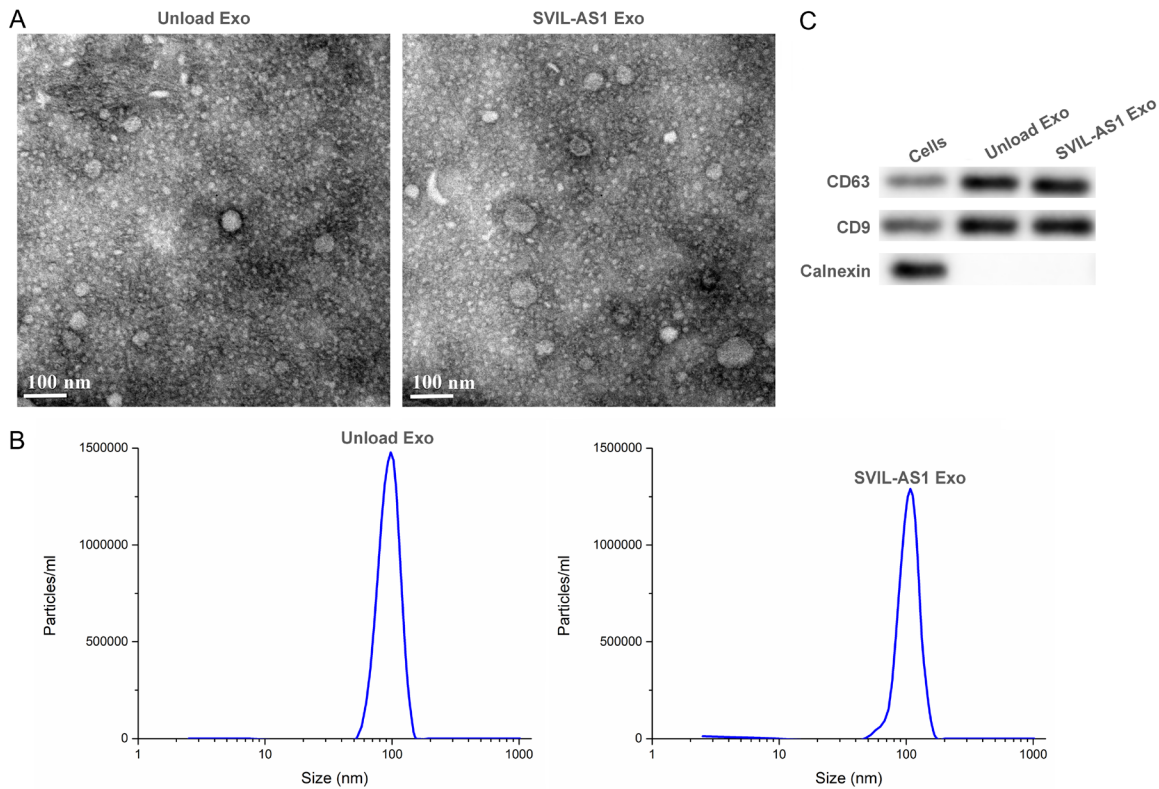 A
Unload Exo
SVIL-AS1 Exo
100 nm
100 nm
C
Cells
Unload Exo
SVIL-AS1 Exo
CD63
CD9
Calnexin
B
Unload Exo
1500000
1000000
500000
0
Particles/ml
1
10
100
1000
Size (nm)
SVIL-AS1 Exo
1500000
1000000
500000
0
Particles/ml
1
10
100
1000
Size (nm)